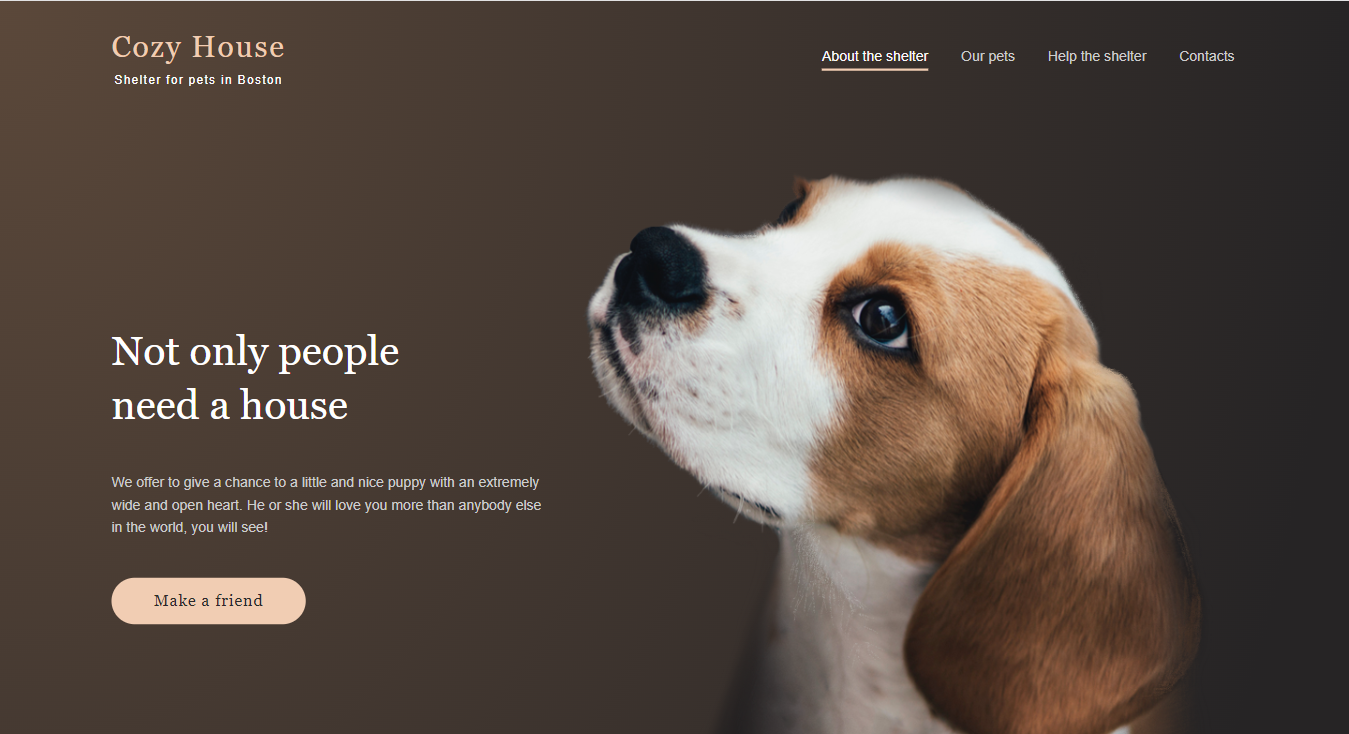 Cozy House
Shelter for pets in Boston
About the shelter
Our pets
Help the shelter
Contacts
Not only people
need a house
We offer to give a chance to a little and nice puppy with an extremely
wide and open heart. He or she will love you more than anybody else
in the world, you will see!
Make a friend